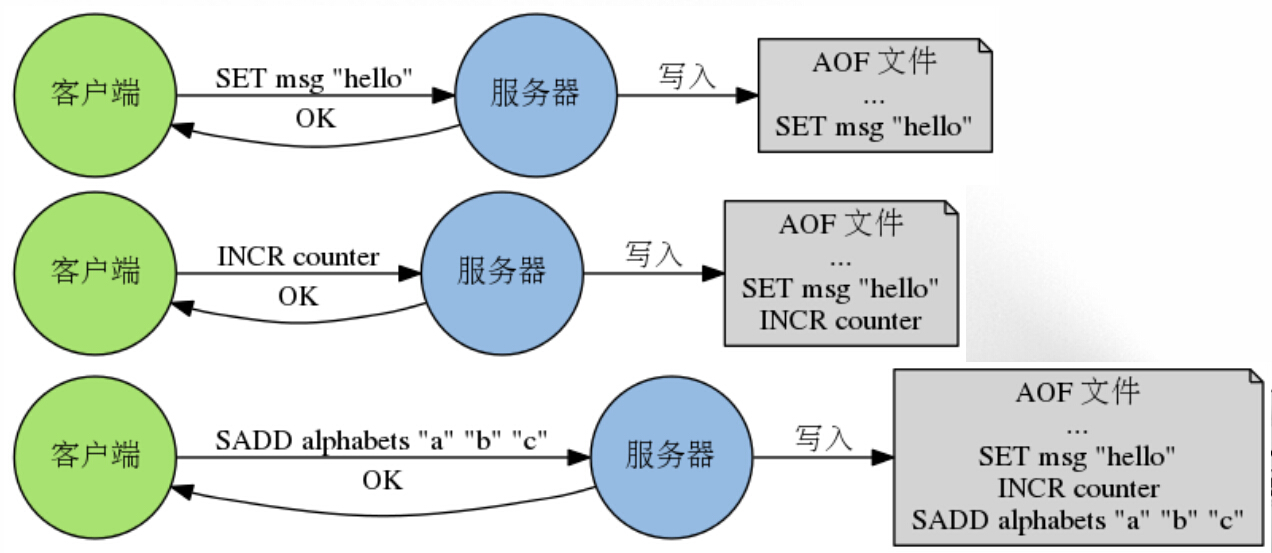 客户端
SET msg "hello"
OK
服务器
写入
AOF 文件
...
SET msg "hello"
客户端
INCR counter
OK
服务器
写入
AOF 文件
...
SET msg "hello"
INCR counter
客户端
SADD alphabets "a" "b" "c"
OK
服务器
写入
AOF 文件
...
SET msg "hello"
INCR counter
SADD alphabets "a" "b" "c"